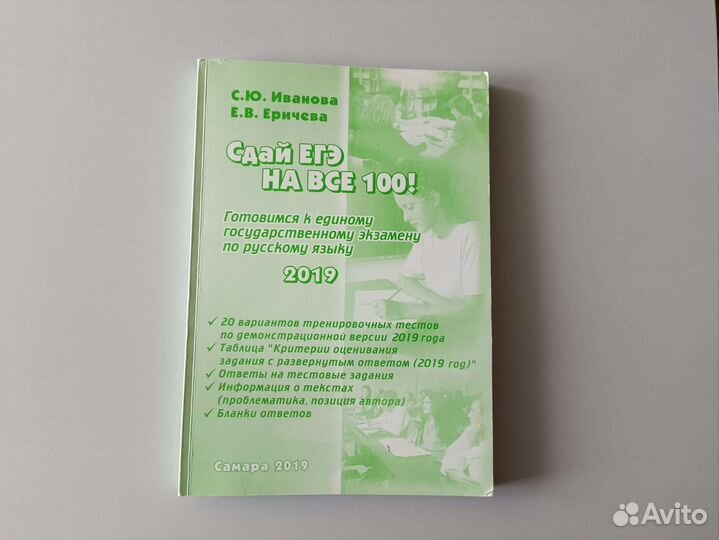 С.Ю. Иванова
Е.В. Еричева
Сдай ЕГЭ
НА ВСЕ 100!
Готовимся к единому
государственному экзамену
по русскому языку
2019
✓ 20 вариантов тренировочных тестов
по демонстрационной версии 2019 года
✓ Таблица "Критерии оценивания
задания с развернутым ответом (2019 год)"
✓ Ответы на тестовые задания
✓ Информация о текстах
(проблематика, позиция автора)
✓ Бланки ответов
Самара 2019
Avito